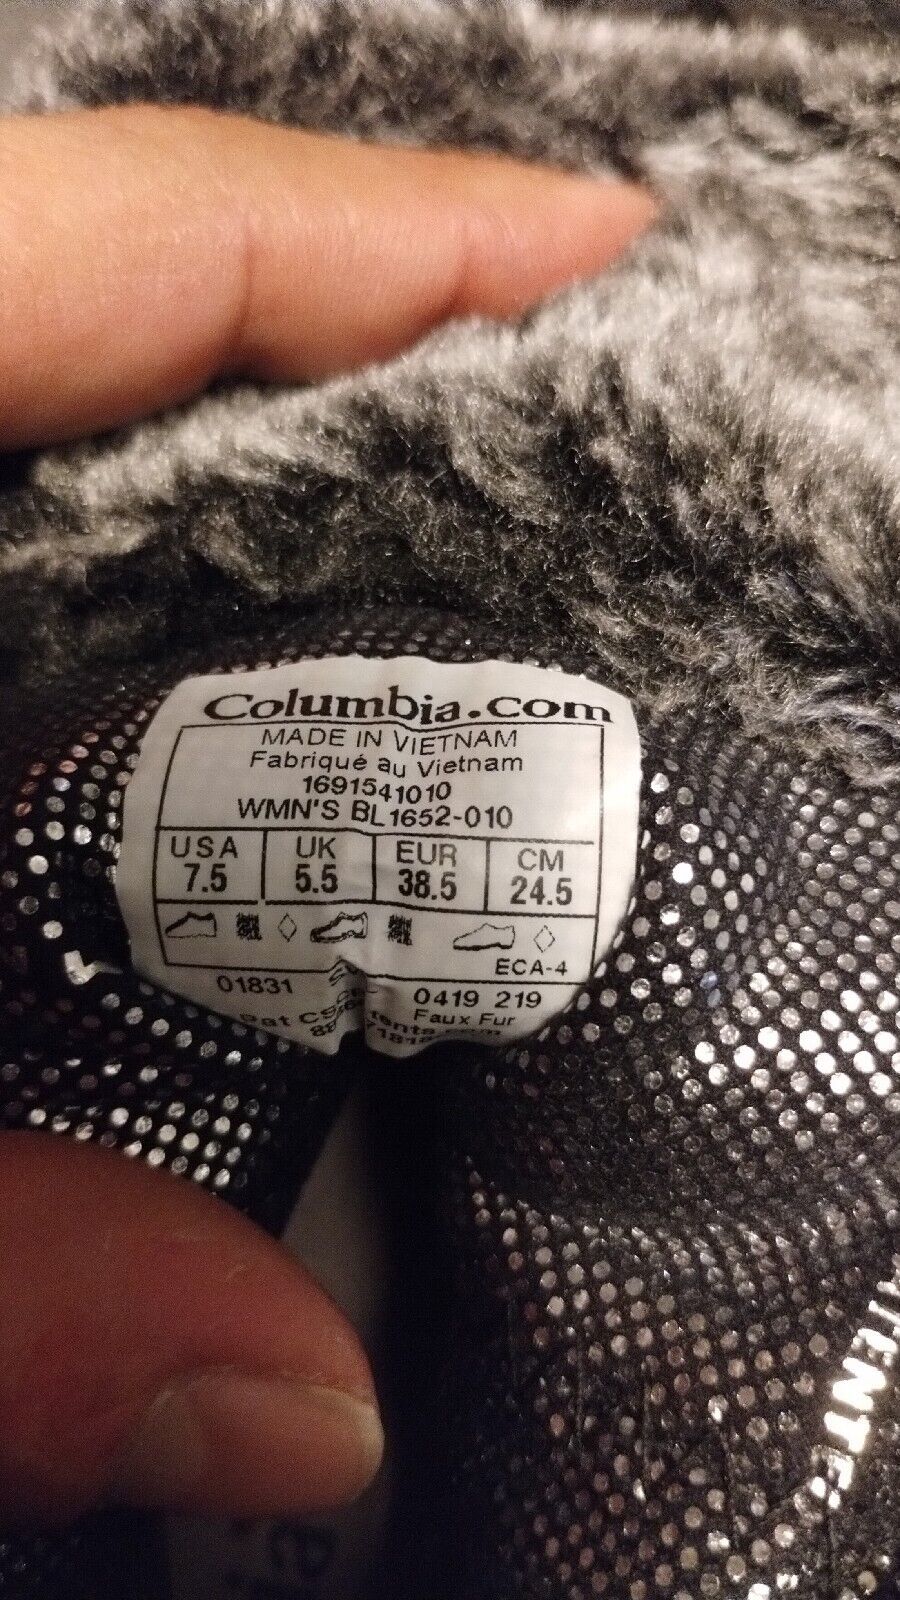 Columbia.com
MADE IN VIETNAM
Fabriqué au Vietnam
1691541010
WMN'S BL1652-010
USA UK EUR CM
7.5 5.5 38.5 24.5
ECA-4
01831 0419 219
Faux Fur